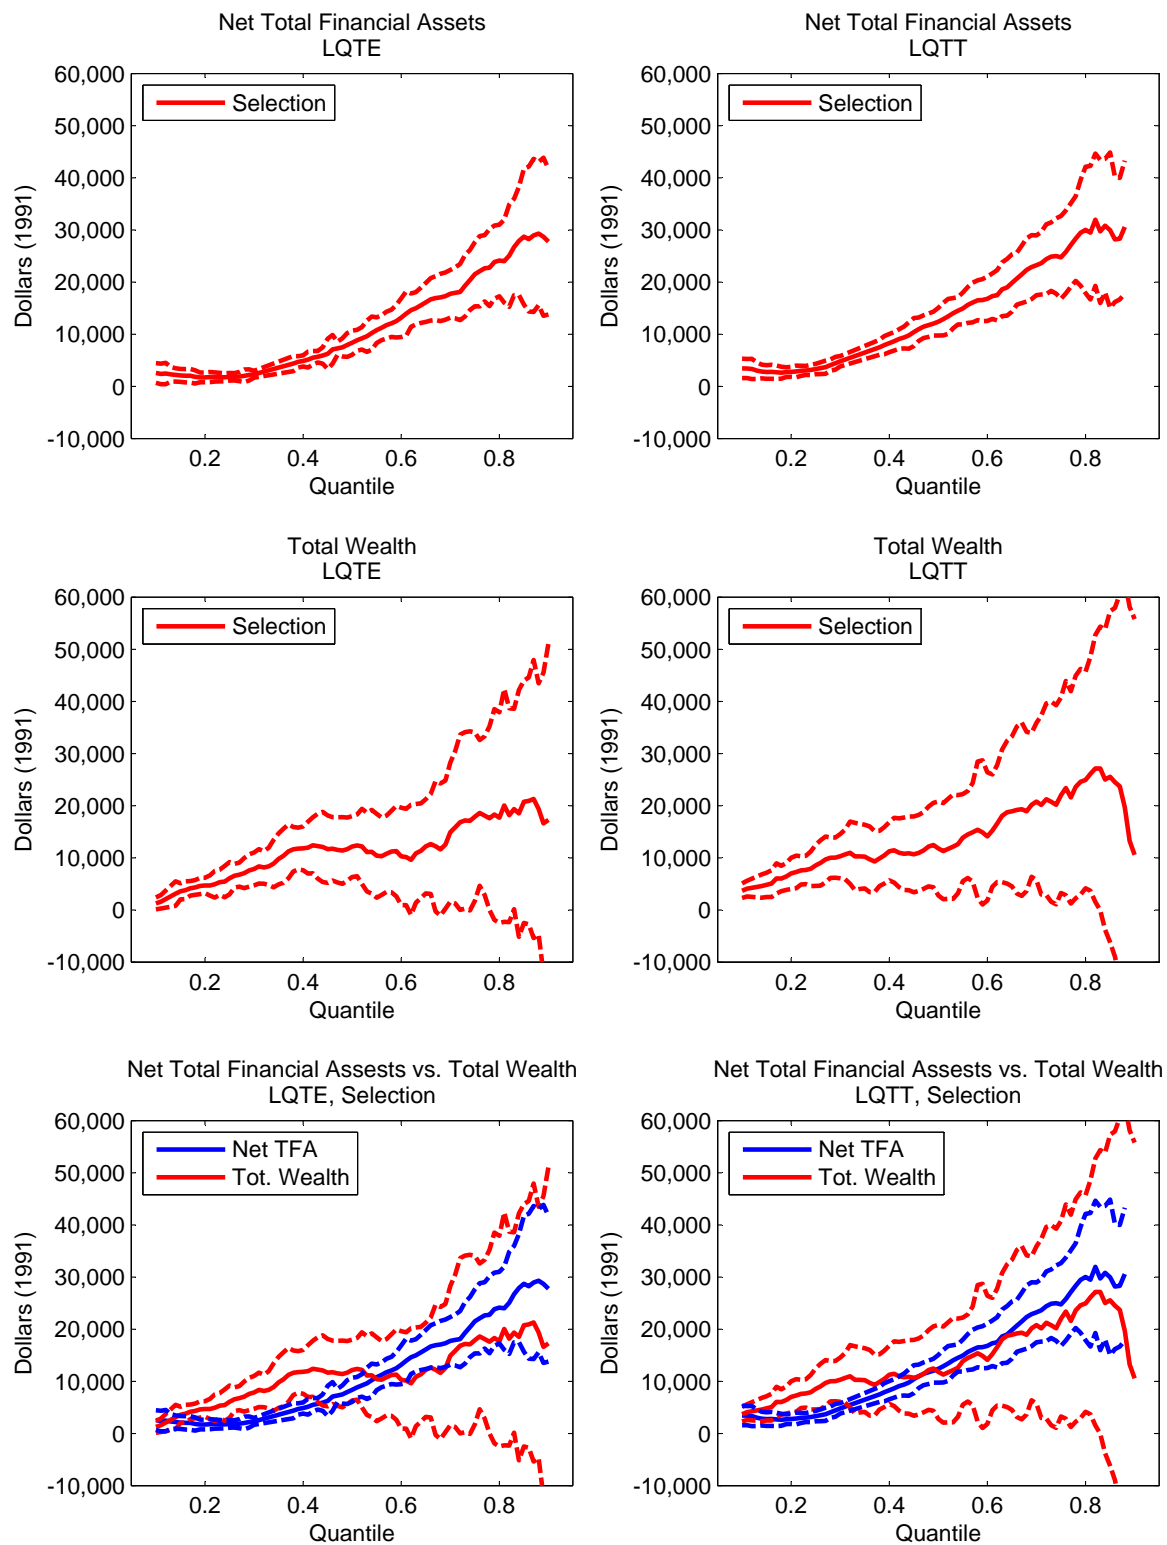 Net Total Financial Assets
LQTE
60,000
50,000
40,000
30,000
20,000
10,000
0
-10,000
Dollars (1991)
Selection
0.2 0.4 0.6 0.8
Quantile
Net Total Financial Assets
LQTT
60,000
50,000
40,000
30,000
20,000
10,000
0
-10,000
Dollars (1991)
Selection
0.2 0.4 0.6 0.8
Quantile
Total Wealth
LQTE
60,000
50,000
40,000
30,000
20,000
10,000
0
-10,000
Dollars (1991)
Selection
0.2 0.4 0.6 0.8
Quantile
Total Wealth
LQTT
60,000
50,000
40,000
30,000
20,000
10,000
0
-10,000
Dollars (1991)
Selection
0.2 0.4 0.6 0.8
Quantile
Net Total Financial Assests vs. Total Wealth
LQTE, Selection
60,000
50,000
40,000
30,000
20,000
10,000
0
-10,000
Dollars (1991)
Net TFA
Tot. Wealth
0.2 0.4 0.6 0.8
Quantile
Net Total Financial Assests vs. Total Wealth
LQTT, Selection
60,000
50,000
40,000
30,000
20,000
10,000
0
-10,000
Dollars (1991)
Net TFA
Tot. Wealth
0.2 0.4 0.6 0.8
Quantile